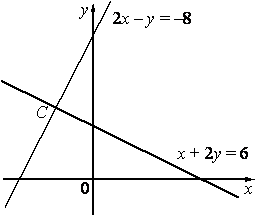 y
2x – y = –8
C
x + 2y = 6
0
x